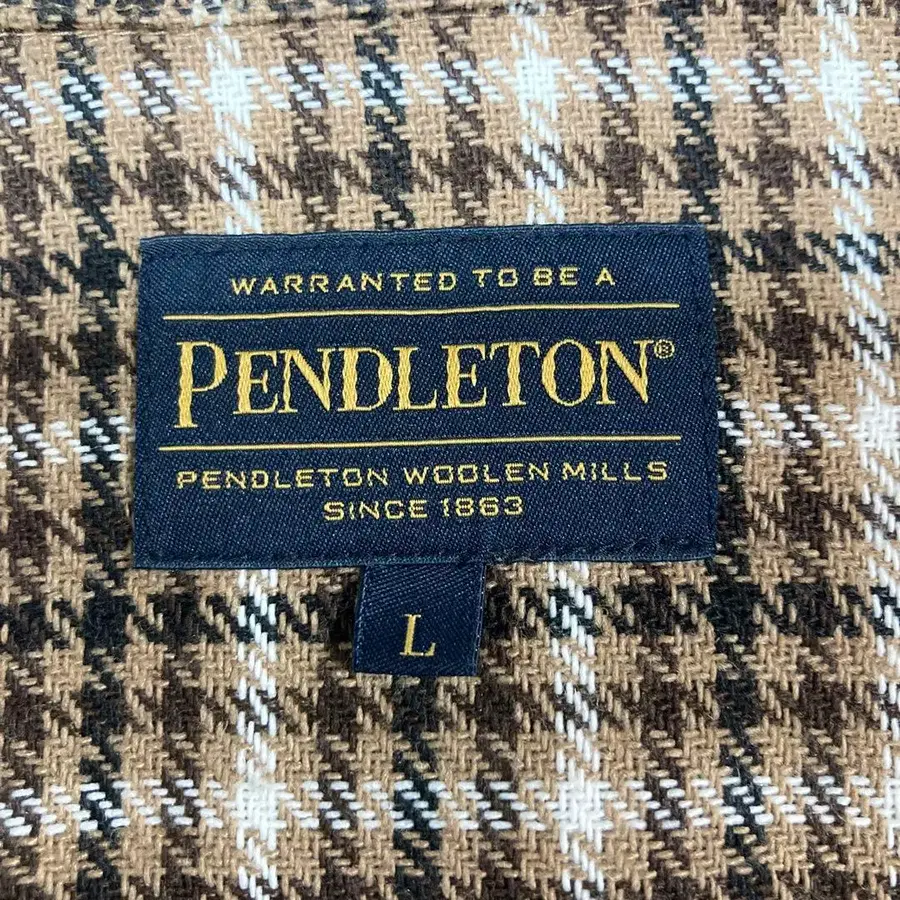 WARRANTED TO BE A
PENDLETON®
PENDLETON WOOLEN MILLS
SINCE 1863
L